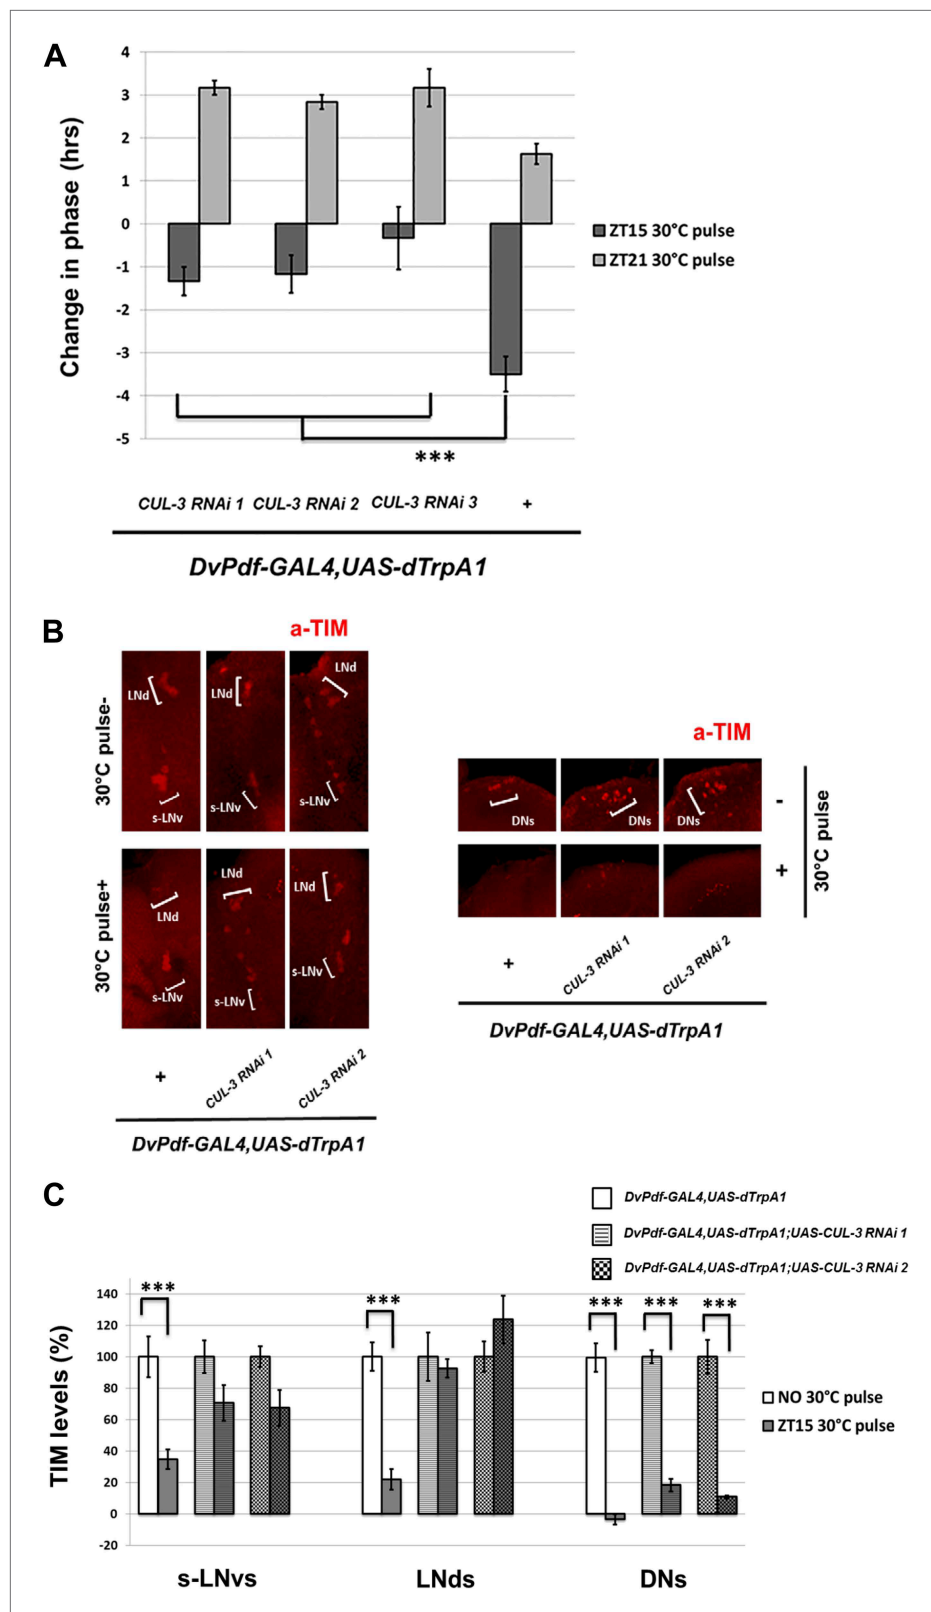 A
4
3
2
1
0
-1
-2
-3
-4
-5
Change in phase (hrs)
ZT15 30°C pulse
ZT21 30°C pulse
***
CUL-3 RNAi 1 CUL-3 RNAi 2 CUL-3 RNAi 3 +
DvPdf-GAL4,UAS-dTrpA1
B
a-TIM
30°C pulse-
LNd LNd LNd
s-LNv s-LNv s-LNv
30°C pulse+
LNd LNd LNd
s-LNv s-LNv s-LNv
+ CUL-3 RNAi 1 CUL-3 RNAi 2
DvPdf-GAL4,UAS-dTrpA1
a-TIM
DNs DNs DNs
-
+
30°C pulse
+ CUL-3 RNAi 1 CUL-3 RNAi 2
DvPdf-GAL4,UAS-dTrpA1
C
DvPdf-GAL4,UAS-dTrpA1
DvPdf-GAL4,UAS-dTrpA1;UAS-CUL-3 RNAi 1
DvPdf-GAL4,UAS-dTrpA1;UAS-CUL-3 RNAi 2
TIM levels (%)
140
120
100
80
60
40
20
0
-20
*** *** *** *** ***
NO 30°C pulse
ZT15 30°C pulse
s-LNvs LNds DNs